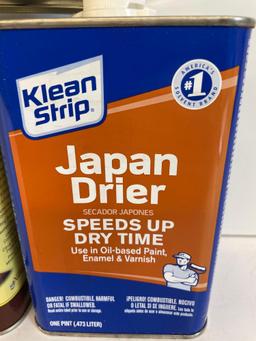 Klean
Strip®
AMERICA'S
#1
SOLVENT BRAND
Japan
Drier
SECADOR JAPONES
SPEEDS UP
DRY TIME
Use in Oil-based Paint,
Enamel & Varnish
DANGER! COMBUSTIBLE. HARMFUL
OR FATAL IF SWALLOWED.
¡PELIGRO! COMBUSTIBLE. NOCIVO
O LETAL SI SE INGIERE.
ONE PINT (.473 LITER)